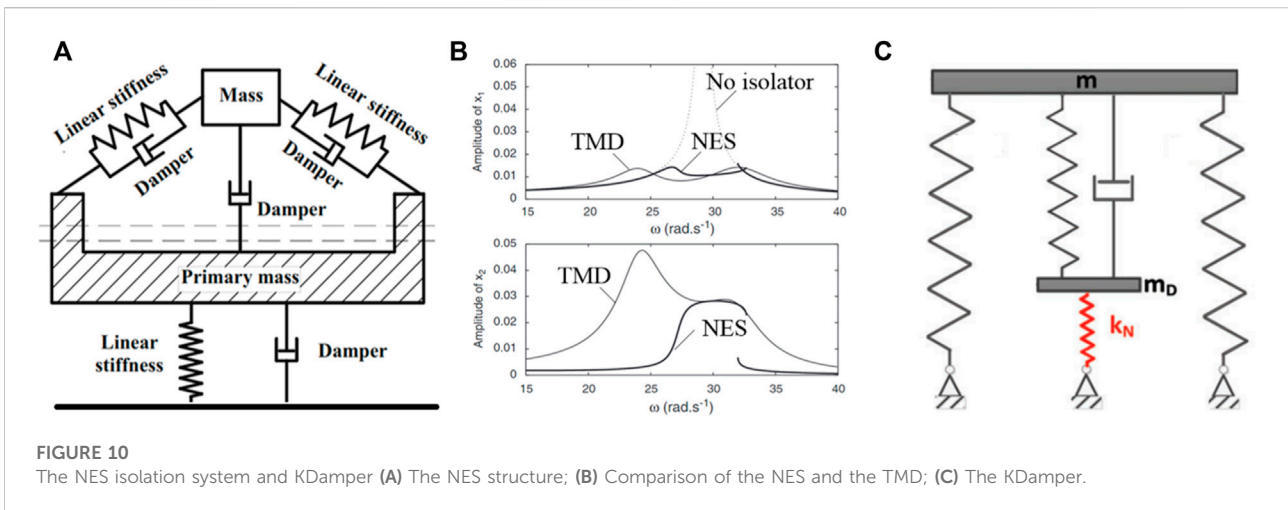 A
Linear stiffness
Mass
Linear stiffness
Damper
Damper
Damper
Primary mass
Linear
stiffness
Damper
B
Amplitude of x₁
0.06
0.05
0.04
0.03
0.02
0.01
0
No isolator
TMD
NES
15 20 25 30 35 40
ω (rad.s⁻¹)
Amplitude of x₂
0.05
0.04
0.03
0.02
0.01
0
TMD
NES
15 20 25 30 35 40
ω (rad.s⁻¹)
C
m
m_D
k_N
FIGURE 10
The NES isolation system and KDamper (A) The NES structure; (B) Comparison of the NES and the TMD; (C) The KDamper.